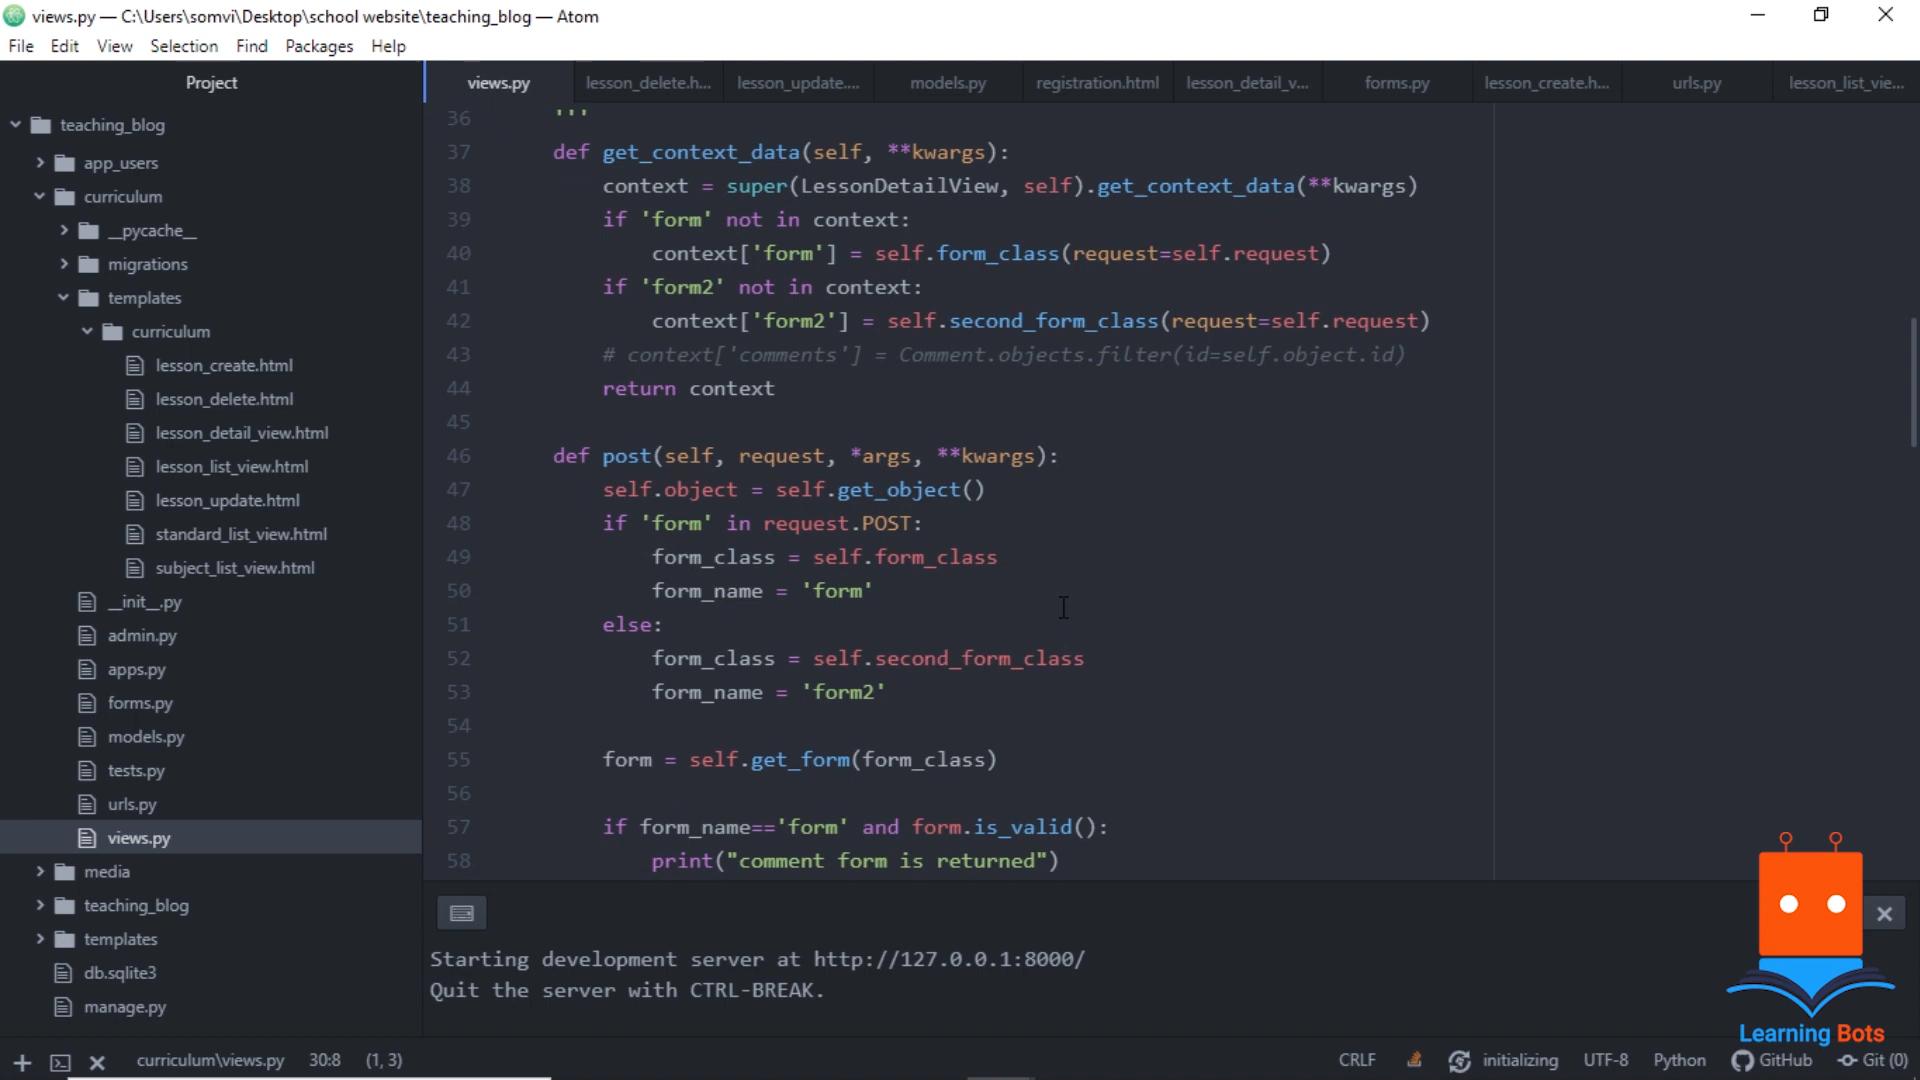 views.py — C:\Users\somvi\Desktop\school website\teaching_blog — Atom
File Edit View Selection Find Packages Help
Project
views.py lesson_delete.h... lesson_update.... models.py registration.html lesson_detail_v... forms.py lesson_create.h... urls.py lesson_list_vie...
teaching_blog
app_users
curriculum
__pycache__
migrations
templates
curriculum
lesson_create.html
lesson_delete.html
lesson_detail_view.html
lesson_list_view.html
lesson_update.html
standard_list_view.html
subject_list_view.html
__init__.py
admin.py
apps.py
forms.py
models.py
tests.py
urls.py
views.py
media
teaching_blog
templates
db.sqlite3
manage.py
36 '''
37 def get_context_data(self, **kwargs):
38 context = super(LessonDetailView, self).get_context_data(**kwargs)
39 if 'form' not in context:
40 context['form'] = self.form_class(request=self.request)
41 if 'form2' not in context:
42 context['form2'] = self.second_form_class(request=self.request)
43 # context['comments'] = Comment.objects.filter(id=self.object.id)
44 return context
45
46 def post(self, request, *args, **kwargs):
47 self.object = self.get_object()
48 if 'form' in request.POST:
49 form_class = self.form_class
50 form_name = 'form'
51 else:
52 form_class = self.second_form_class
53 form_name = 'form2'
54
55 form = self.get_form(form_class)
56
57 if form_name=='form' and form.is_valid():
58 print("comment form is returned")
Starting development server at http://127.0.0.1:8000/
Quit the server with CTRL-BREAK.
Learning Bots
curriculum\views.py 30:8 (1, 3) CRLF initializing UTF-8 Python GitHub Git (0)